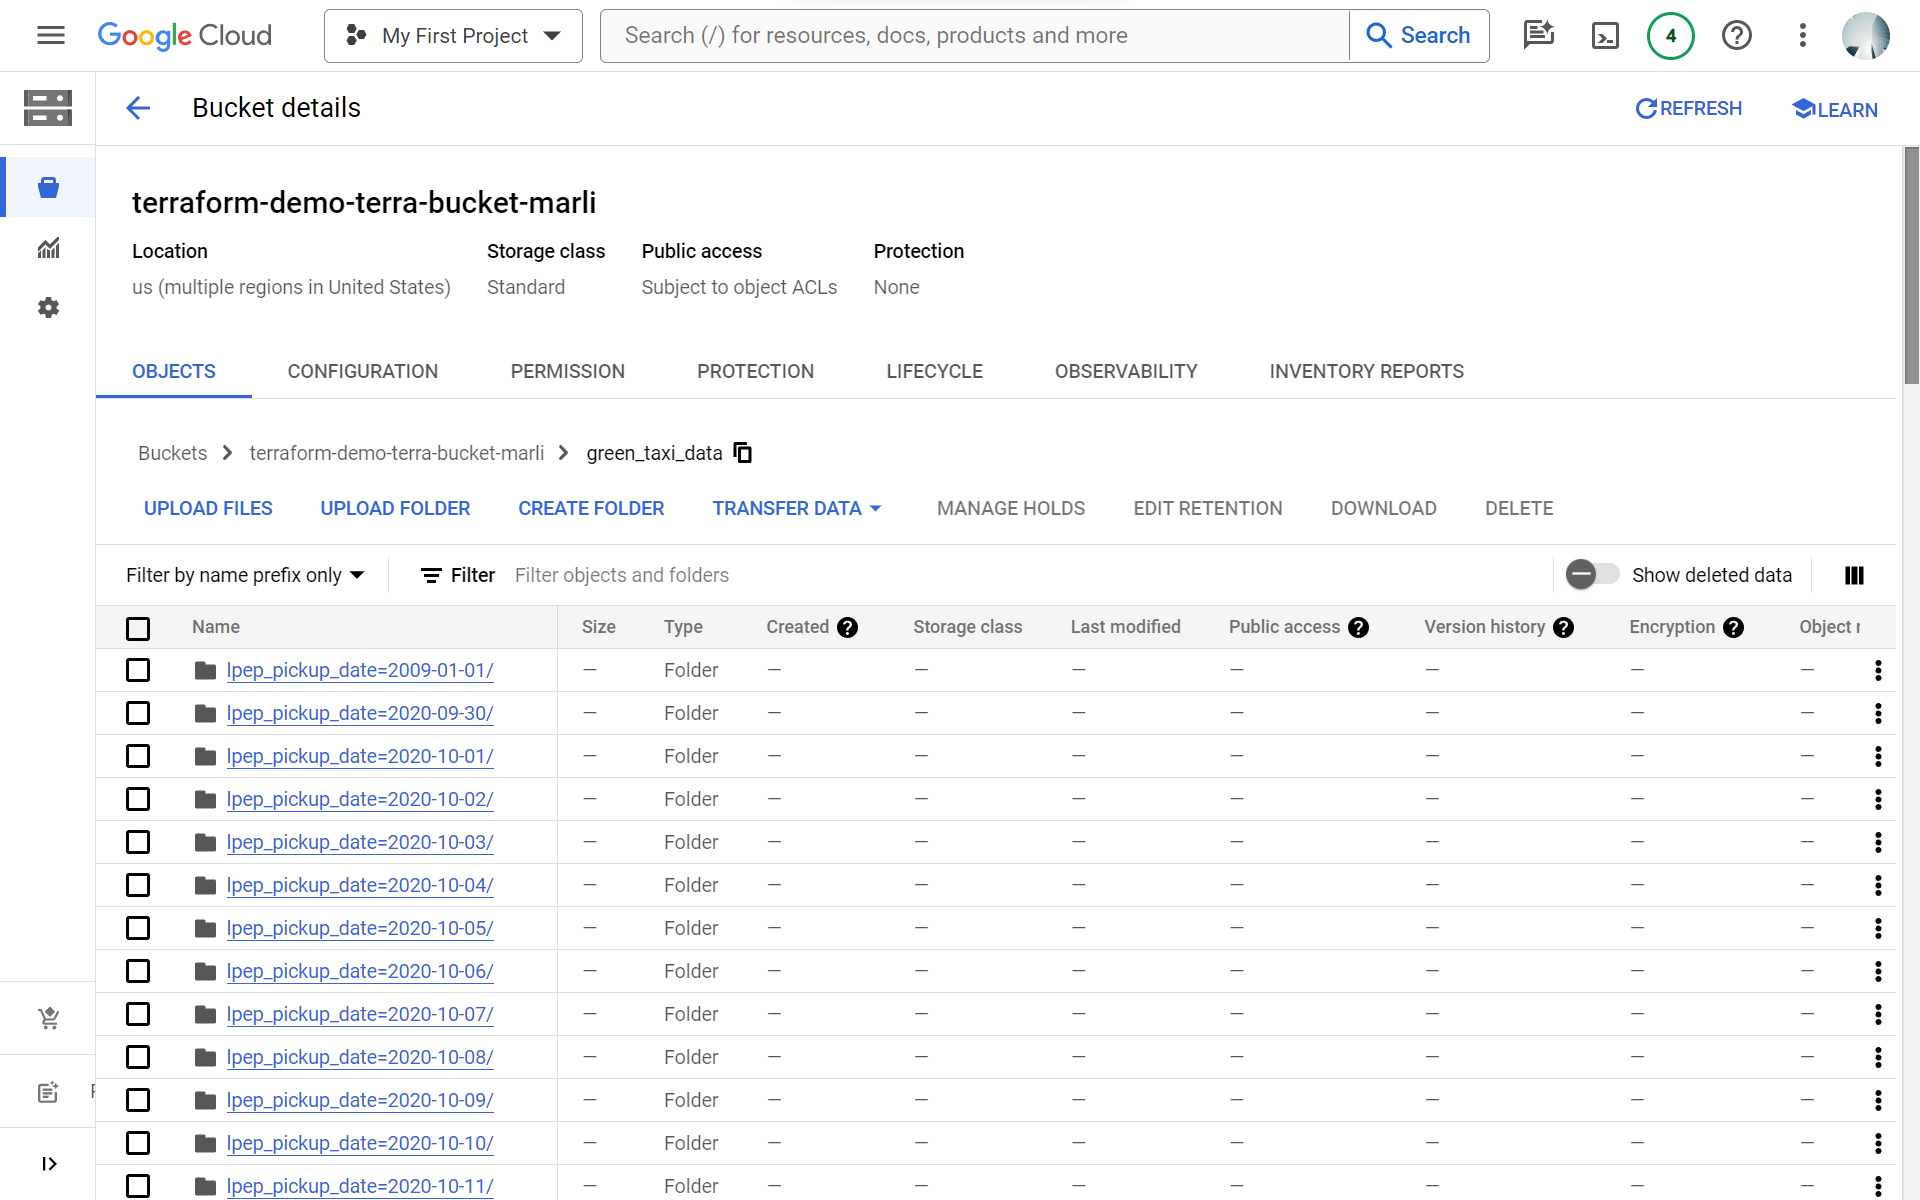 Google Cloud
My First Project
Search (/) for resources, docs, products and more
Search
4
Bucket details
REFRESH
LEARN
terraform-demo-terra-bucket-marli
Location Storage class Public access Protection
us (multiple regions in United States) Standard Subject to object ACLs None
OBJECTS CONFIGURATION PERMISSION PROTECTION LIFECYCLE OBSERVABILITY INVENTORY REPORTS
Buckets terraform-demo-terra-bucket-marli green_taxi_data
UPLOAD FILES UPLOAD FOLDER CREATE FOLDER TRANSFER DATA MANAGE HOLDS EDIT RETENTION DOWNLOAD DELETE
Filter by name prefix only Filter Filter objects and folders Show deleted data
Name Size Type Created Storage class Last modified Public access Version history Encryption Object
lpep_pickup_date=2009-01-01/ — Folder — — — — — — —
lpep_pickup_date=2020-09-30/ — Folder — — — — — — —
lpep_pickup_date=2020-10-01/ — Folder — — — — — — —
lpep_pickup_date=2020-10-02/ — Folder — — — — — — —
lpep_pickup_date=2020-10-03/ — Folder — — — — — — —
lpep_pickup_date=2020-10-04/ — Folder — — — — — — —
lpep_pickup_date=2020-10-05/ — Folder — — — — — — —
lpep_pickup_date=2020-10-06/ — Folder — — — — — — —
lpep_pickup_date=2020-10-07/ — Folder — — — — — — —
lpep_pickup_date=2020-10-08/ — Folder — — — — — — —
lpep_pickup_date=2020-10-09/ — Folder — — — — — — —
lpep_pickup_date=2020-10-10/ — Folder — — — — — — —
lpep_pickup_date=2020-10-11/ — Folder — — — — — — —